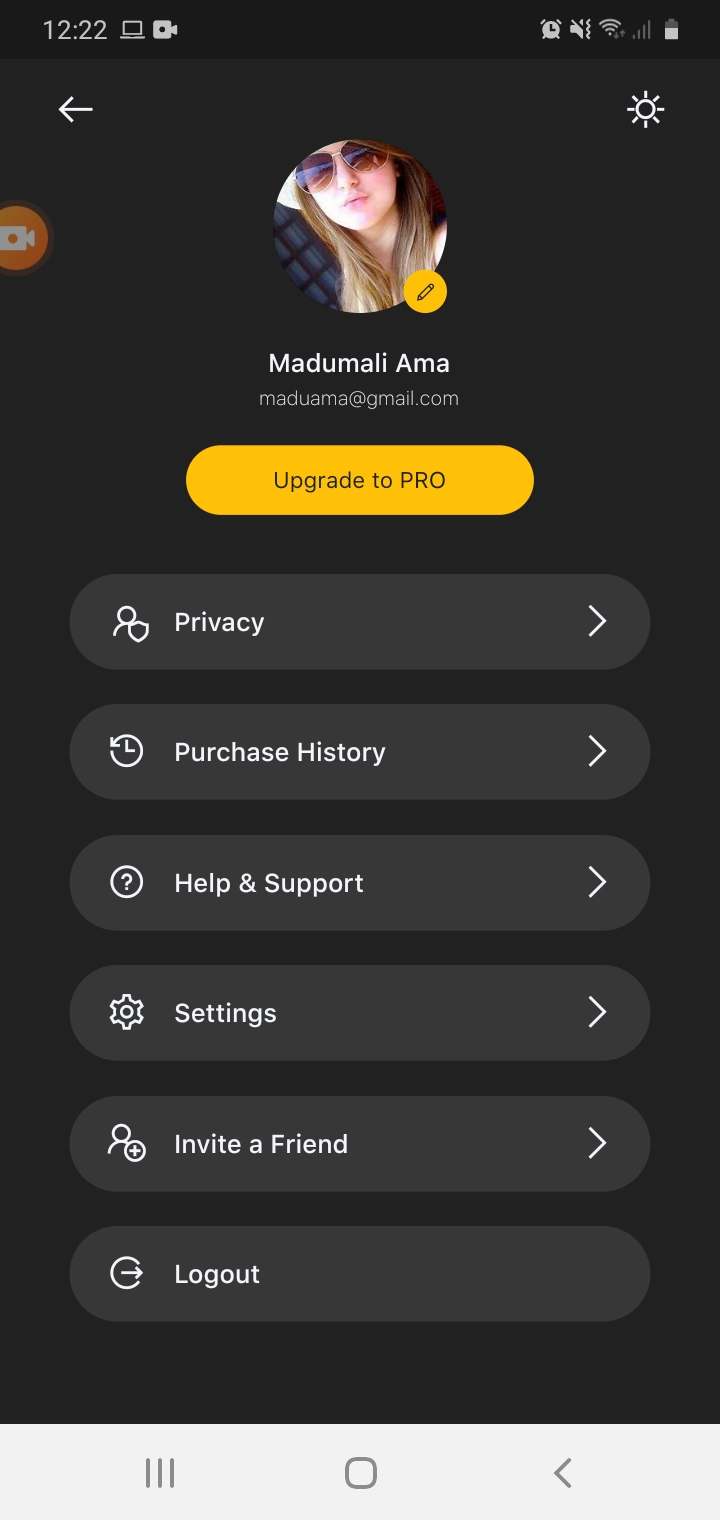 12:22
Madumali Ama
maduama@gmail.com
Upgrade to PRO
Privacy
Purchase History
Help & Support
Settings
Invite a Friend
Logout